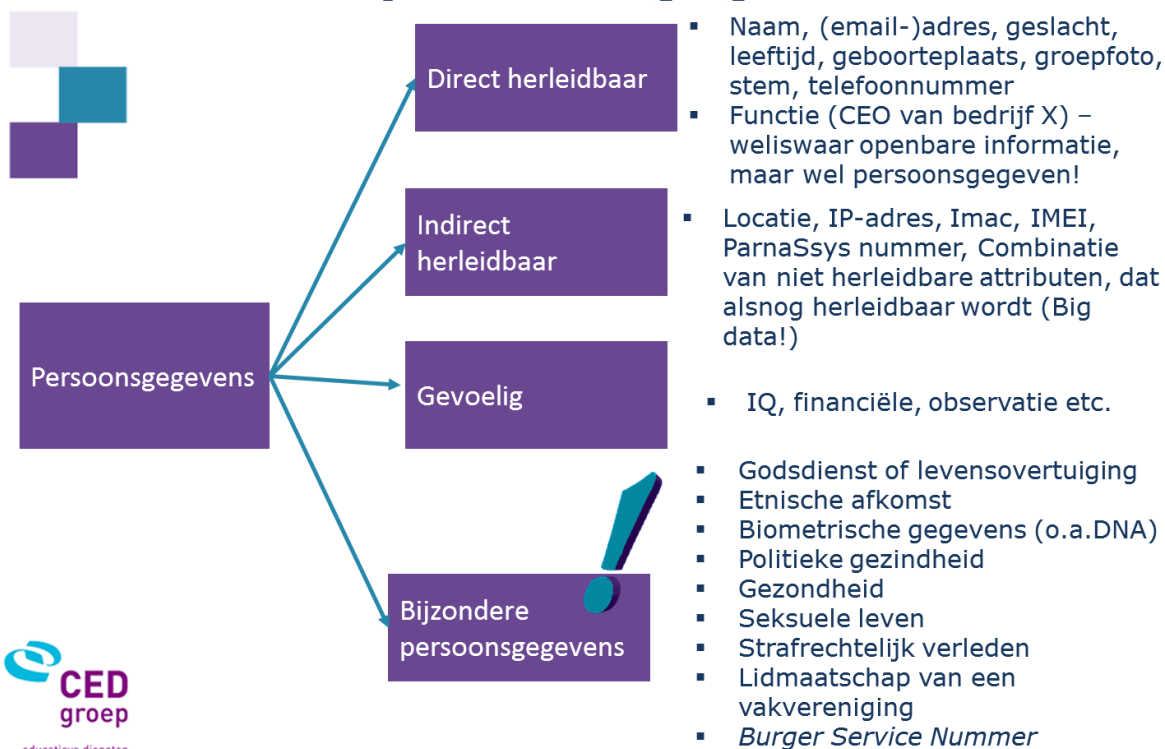 Persoonsgegevens
Direct herleidbaar
▪ Naam, (email-)adres, geslacht,
leeftijd, geboorteplaats, groepfoto,
stem, telefoonnummer
▪ Functie (CEO van bedrijf X) –
weliswaar openbare informatie,
maar wel persoonsgegeven!
Indirect
herleidbaar
▪ Locatie, IP-adres, Imac, IMEI,
ParnaSsys nummer, Combinatie
van niet herleidbare attributen, dat
alsnog herleidbaar wordt (Big
data!)
Gevoelig
▪ IQ, financiële, observatie etc.
Bijzondere
persoonsgegevens
▪ Godsdienst of levensovertuiging
▪ Etnische afkomst
▪ Biometrische gegevens (o.a.DNA)
▪ Politieke gezindheid
▪ Gezondheid
▪ Seksuele leven
▪ Strafrechtelijk verleden
▪ Lidmaatschap van een
vakvereniging
▪ Burger Service Nummer
CED
groep